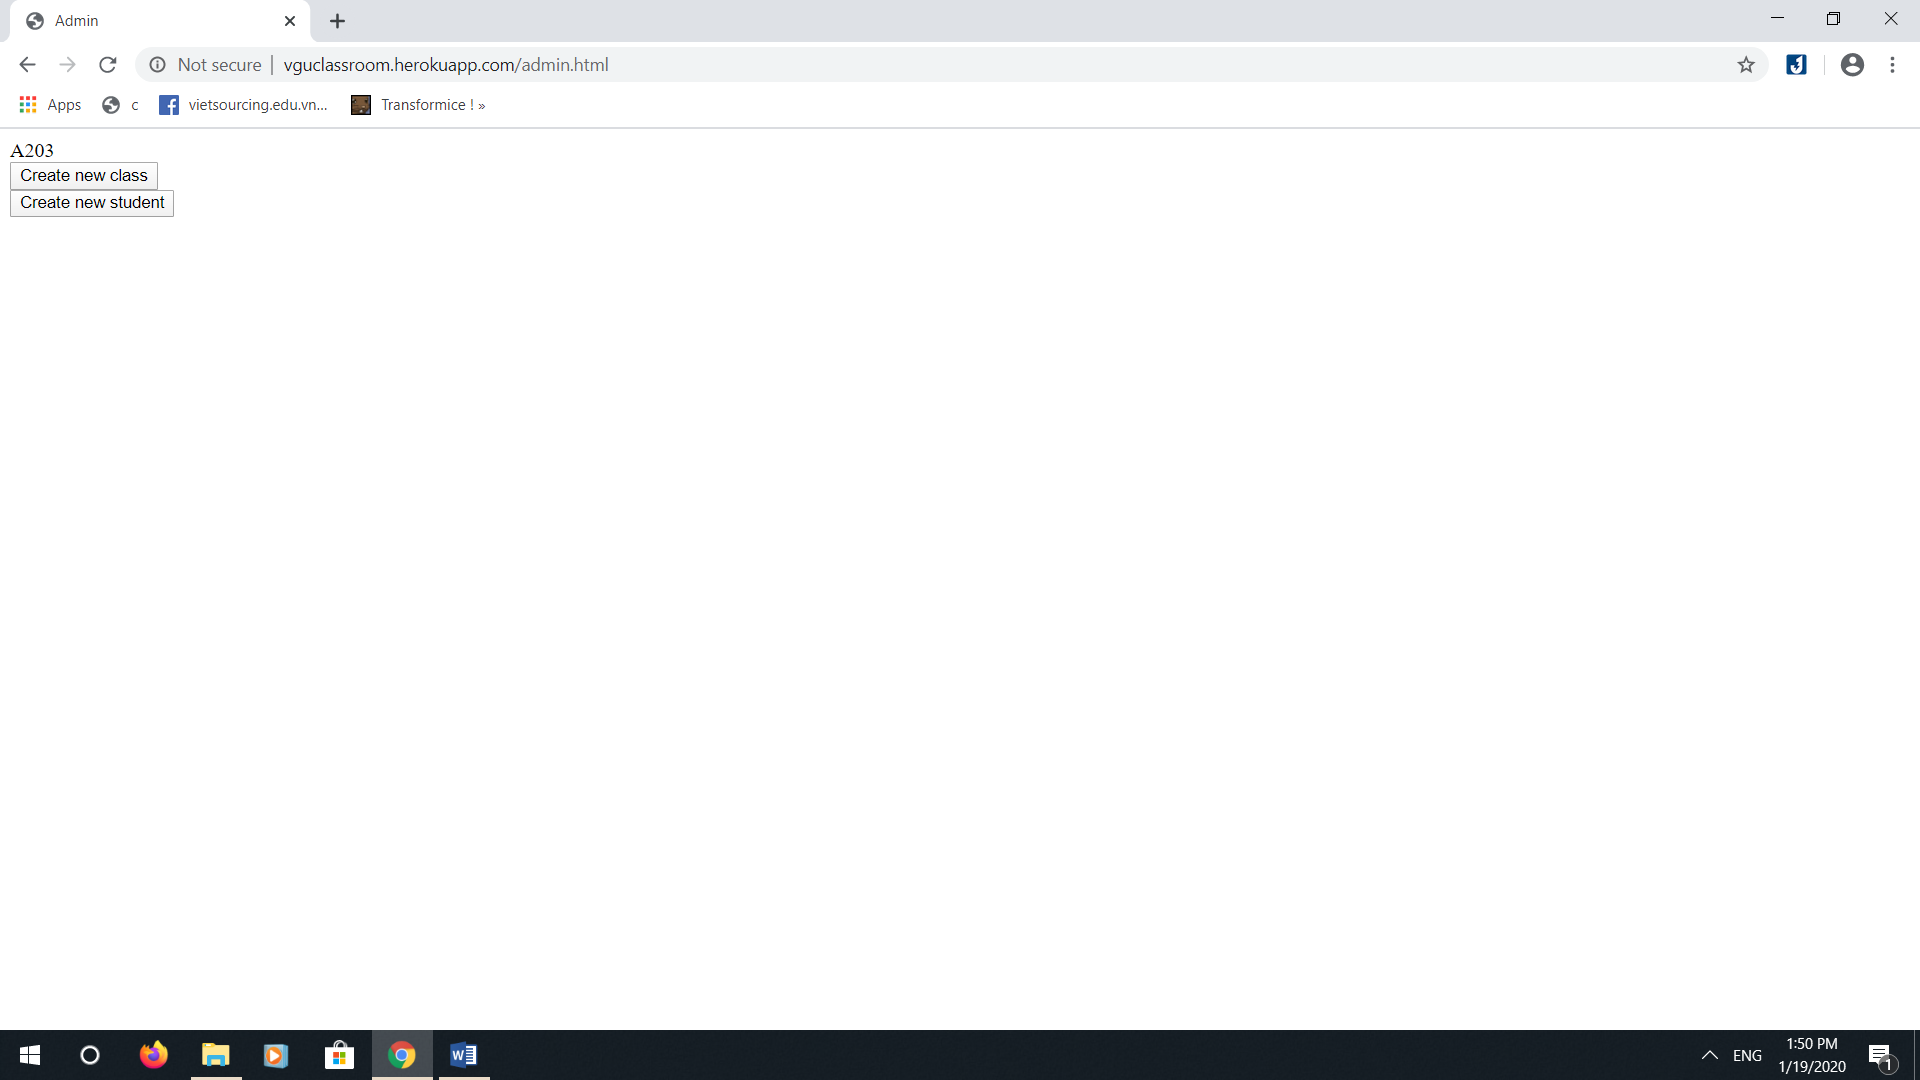 Admin
Not secure | vguclassroom.herokuapp.com/admin.html
Apps c vietsourcing.edu.vn... Transformice ! »
A203
Create new class
Create new student
ENG
1:50 PM
1/19/2020
1